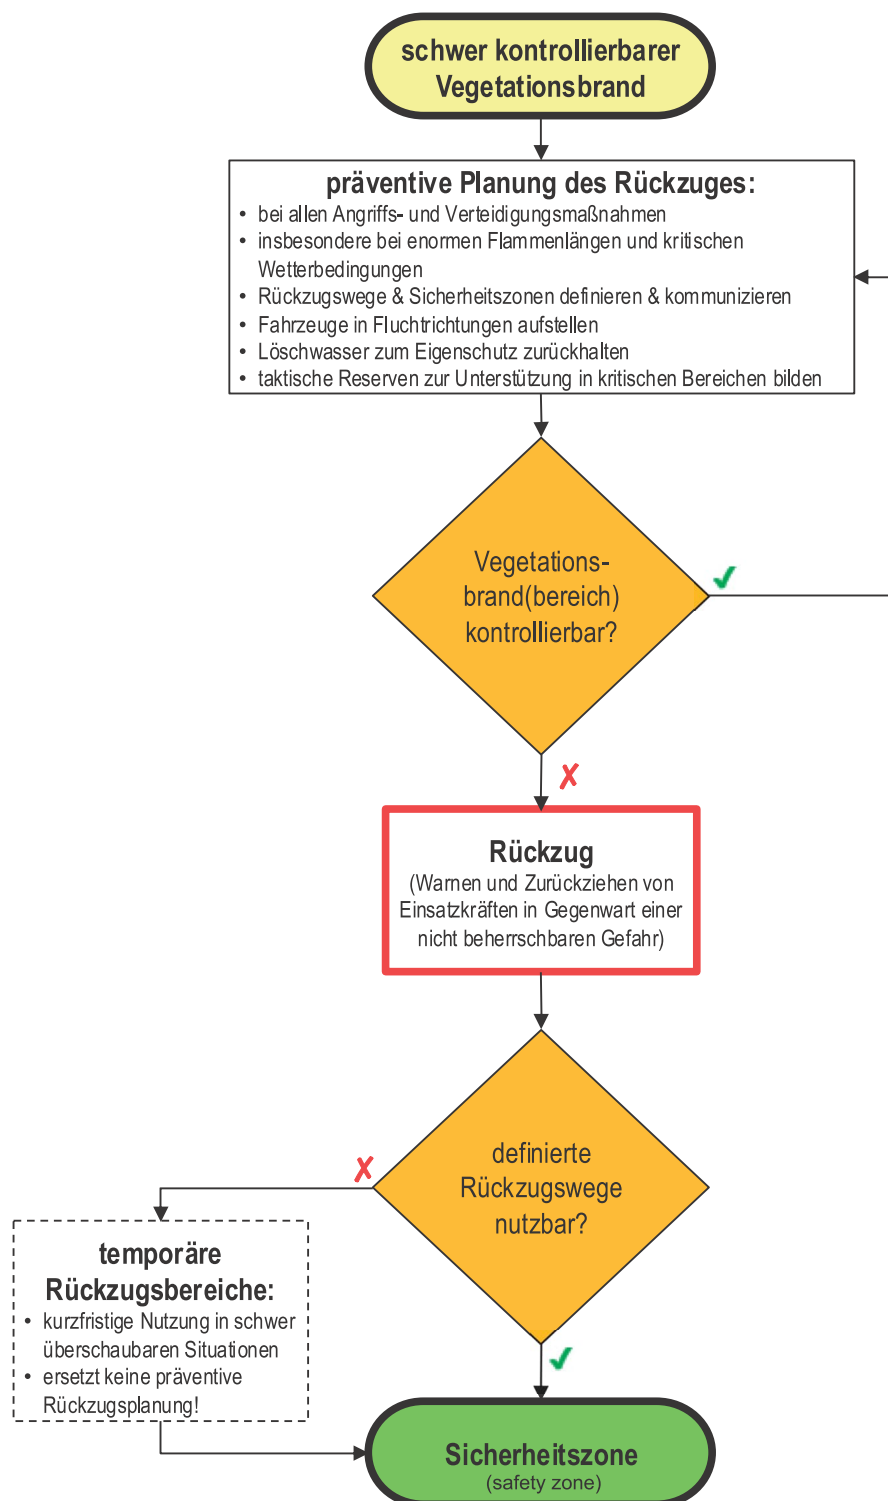 schwer kontrollierbarer
Vegetationsbrand
präventive Planung des Rückzuges:
• bei allen Angriffs- und Verteidigungsmaßnahmen
• insbesondere bei enormen Flammenlängen und kritischen
Wetterbedingungen
• Rückzugswege & Sicherheitszonen definieren & kommunizieren
• Fahrzeuge in Fluchtrichtungen aufstellen
• Löschwasser zum Eigenschutz zurückhalten
• taktische Reserven zur Unterstützung in kritischen Bereichen bilden
Vegetations-
brand(bereich)
kontrollierbar?
✓
✗
Rückzug
(Warnen und Zurückziehen von
Einsatzkräften in Gegenwart einer
nicht beherrschbaren Gefahr)
definierte
Rückzugswege
nutzbar?
✗
temporäre
Rückzugsbereiche:
• kurzfristige Nutzung in schwer
überschaubaren Situationen
• ersetzt keine präventive
Rückzugsplanung!
✓
Sicherheitszone
(safety zone)